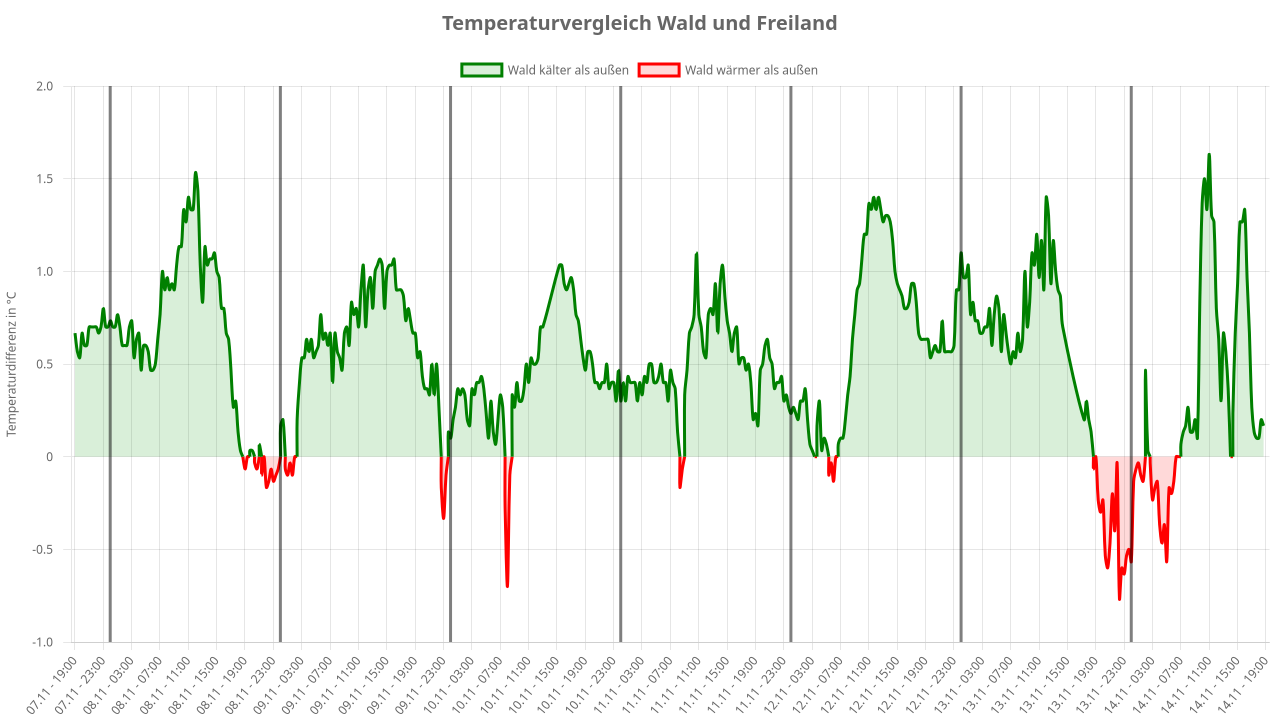 Temperaturvergleich Wald und Freiland
Wald kälter als außen
Wald wärmer als außen
Temperaturdifferenz in °C
2.0
1.5
1.0
0.5
0
-0.5
-1.0
07.11 - 19:00
07.11 - 23:00
08.11 - 03:00
08.11 - 07:00
08.11 - 11:00
08.11 - 15:00
08.11 - 19:00
08.11 - 23:00
09.11 - 03:00
09.11 - 07:00
09.11 - 11:00
09.11 - 15:00
09.11 - 19:00
09.11 - 23:00
10.11 - 03:00
10.11 - 07:00
10.11 - 11:00
10.11 - 15:00
10.11 - 19:00
10.11 - 23:00
11.11 - 03:00
11.11 - 07:00
11.11 - 11:00
11.11 - 15:00
11.11 - 19:00
11.11 - 23:00
12.11 - 03:00
12.11 - 07:00
12.11 - 11:00
12.11 - 15:00
12.11 - 19:00
12.11 - 23:00
13.11 - 03:00
13.11 - 07:00
13.11 - 11:00
13.11 - 15:00
13.11 - 19:00
13.11 - 23:00
14.11 - 03:00
14.11 - 07:00
14.11 - 11:00
14.11 - 15:00
14.11 - 19:00